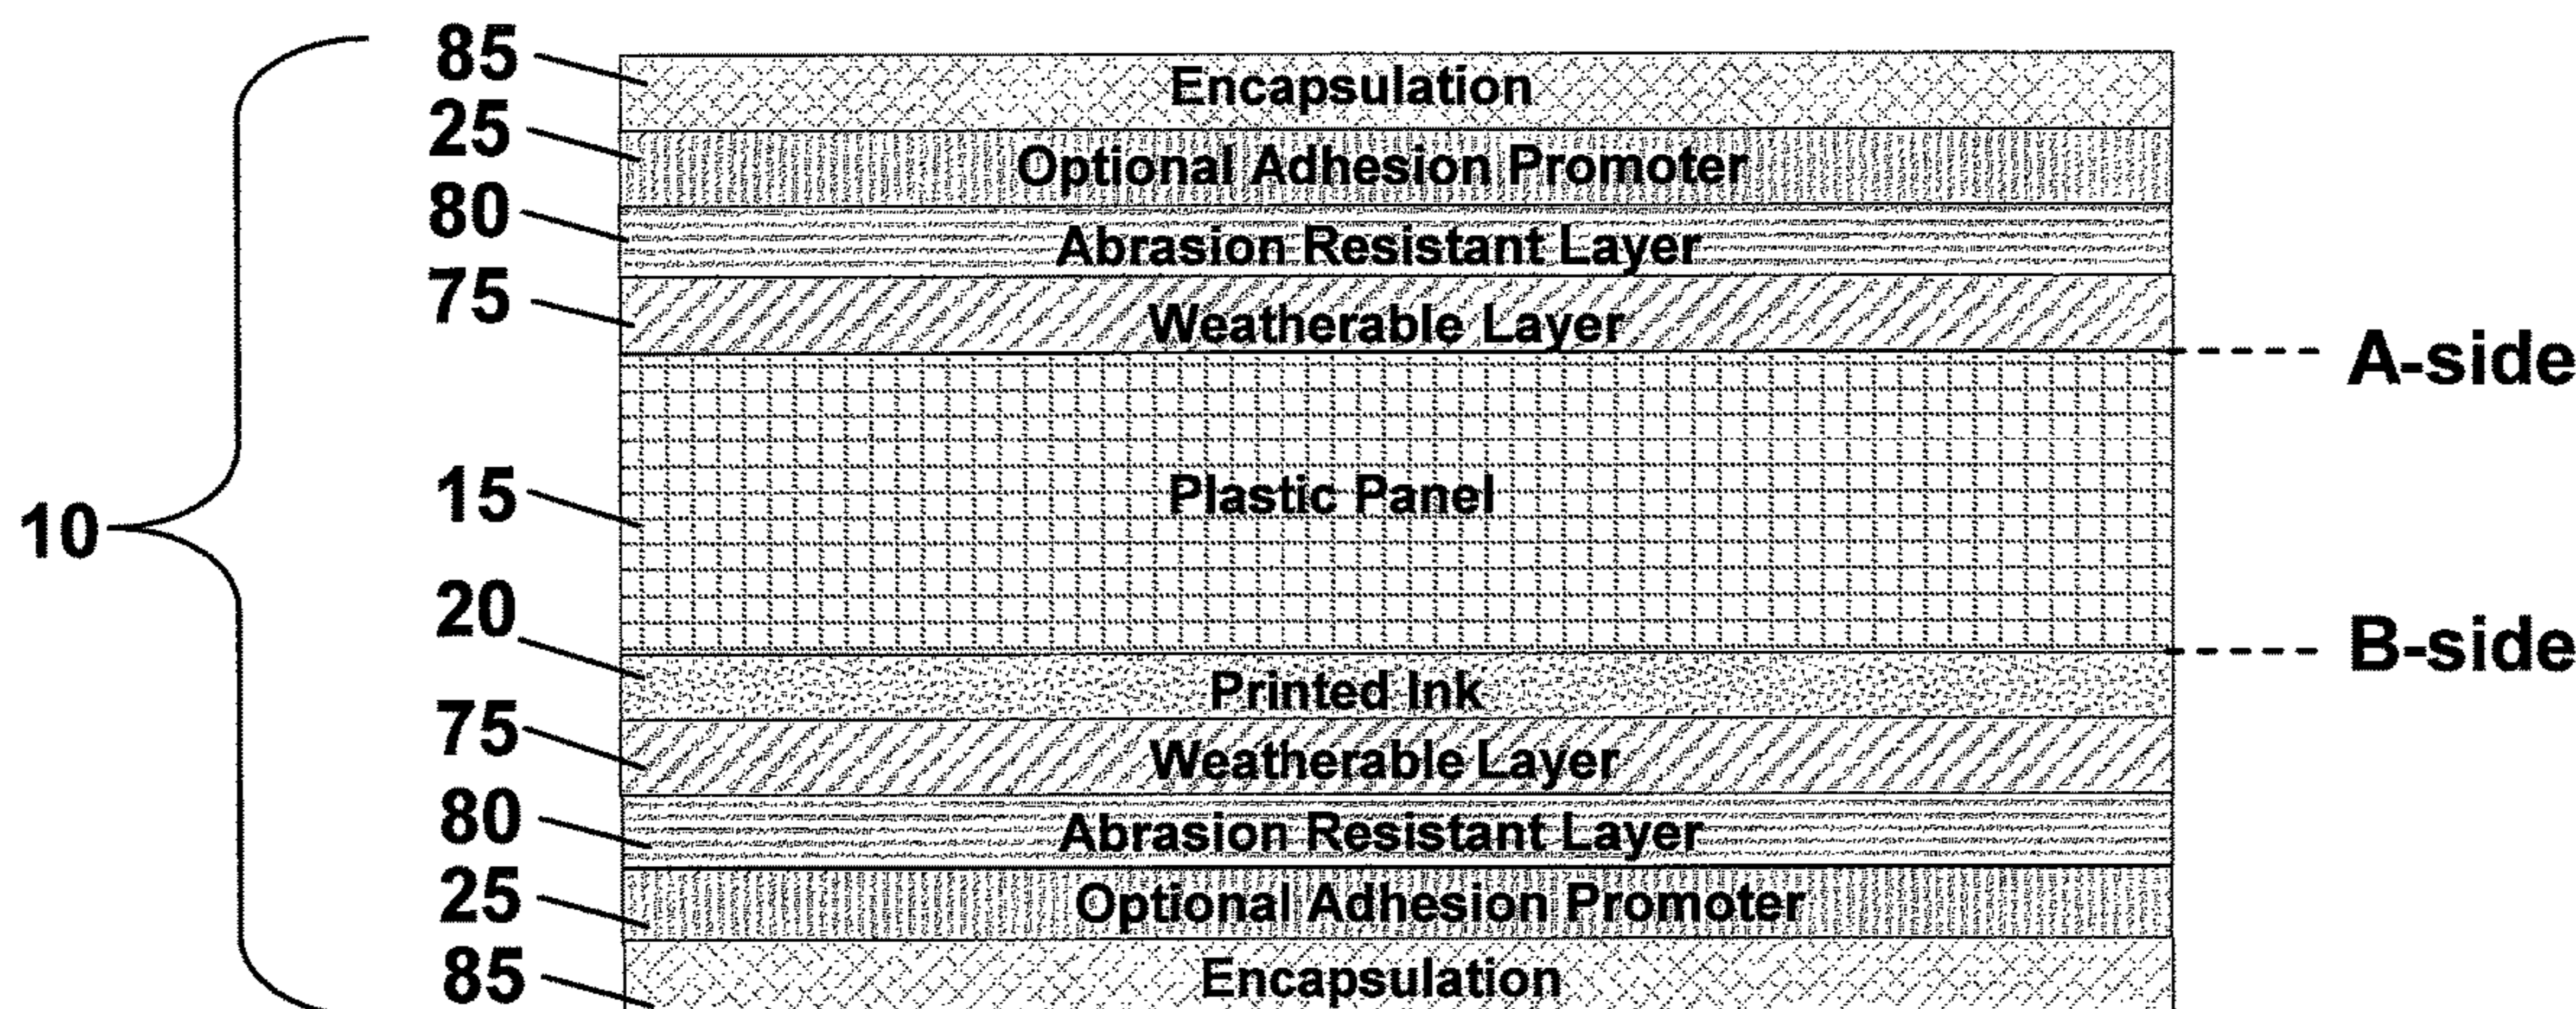 85 Encapsulation
25 Optional Adhesion Promoter
80 Abrasion Resistant Layer
75 Weatherable Layer
A-side
15 Plastic Panel
10
20 Printed Ink
B-side
75 Weatherable Layer
80 Abrasion Resistant Layer
25 Optional Adhesion Promoter
85 Encapsulation